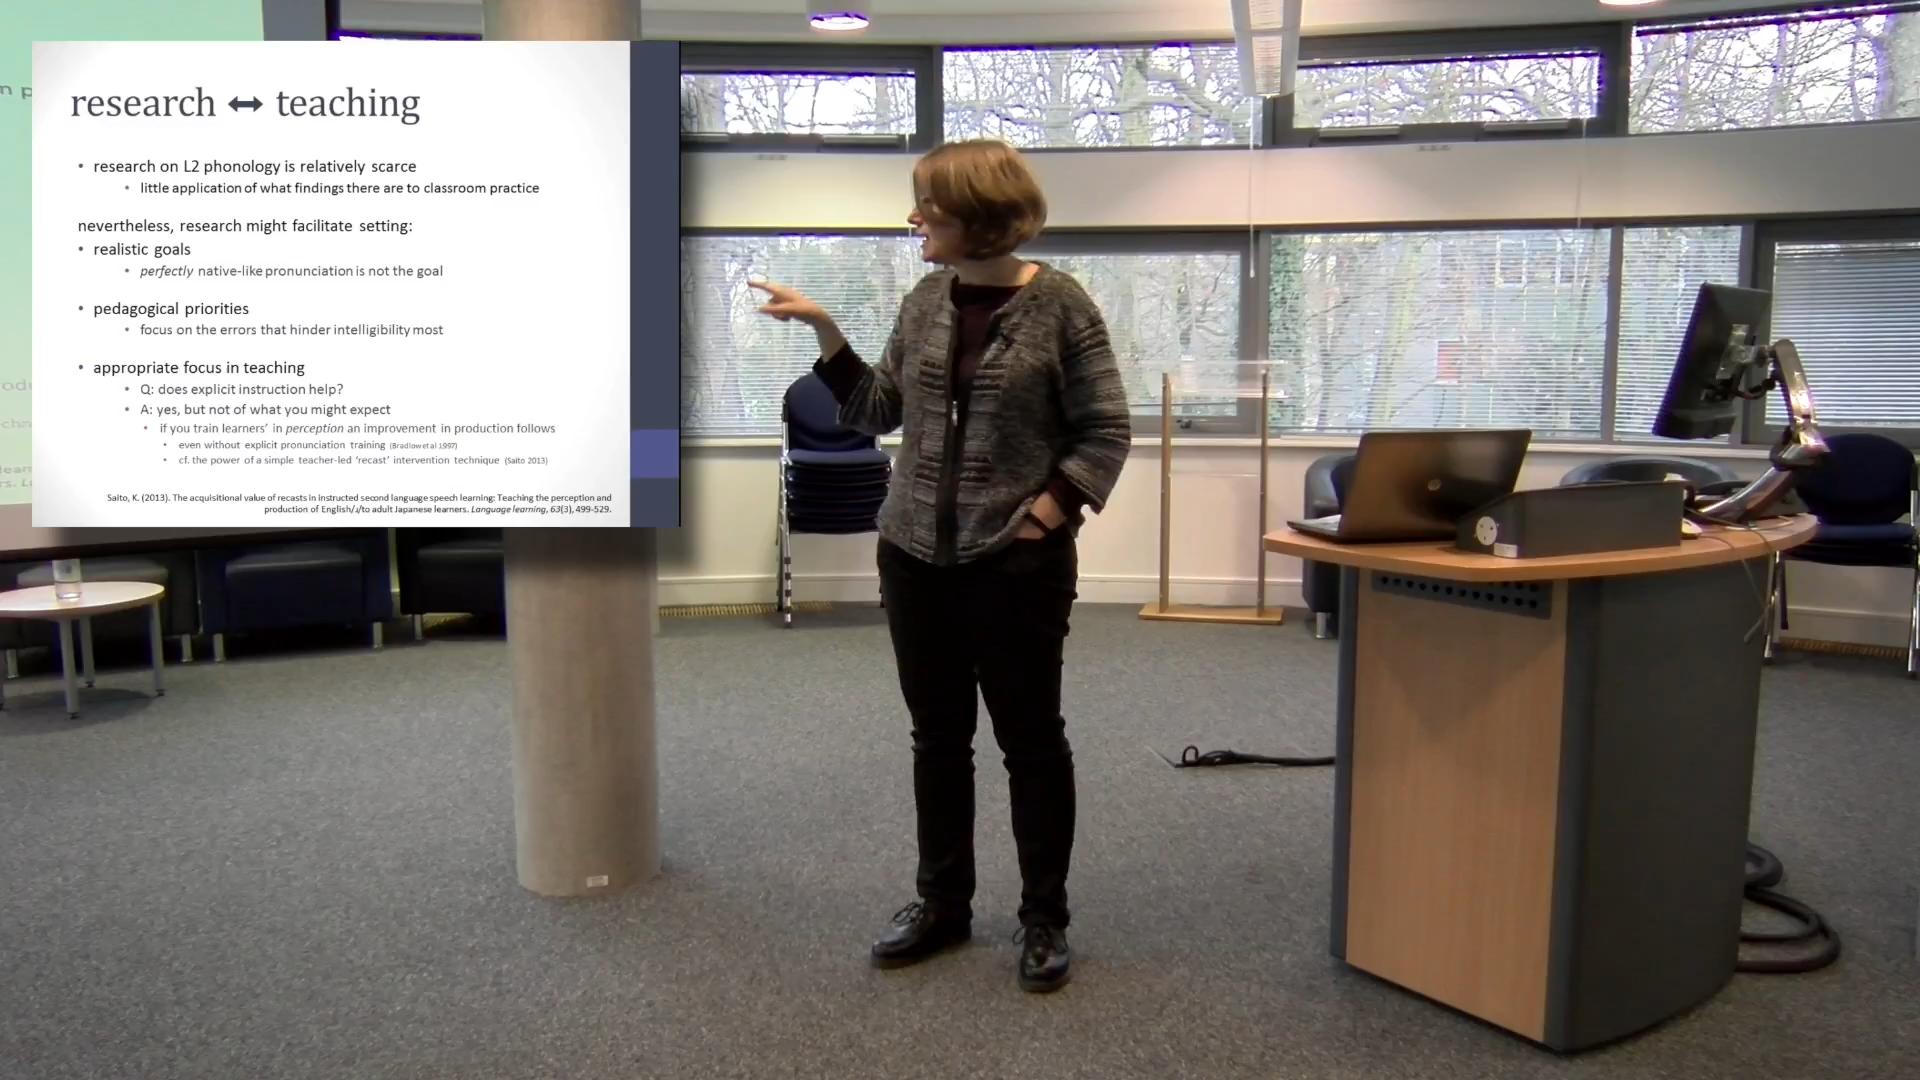 research ↔ teaching
• research on L2 phonology is relatively scarce
• little application of what findings there are to classroom practice
nevertheless, research might facilitate setting:
• realistic goals
• perfectly native-like pronunciation is not the goal
• pedagogical priorities
• focus on the errors that hinder intelligibility most
• appropriate focus in teaching
• Q: does explicit instruction help?
• A: yes, but not of what you might expect
• if you train learners’ in perception an improvement in production follows
• even without explicit pronunciation training (Bradlow et al 1997)
• cf. the power of a simple teacher-led ‘recast’ intervention technique (Saito 2013)
Saito, K. (2013). The acquisitional value of recasts in instructed second language speech learning: Teaching the perception and
production of English/ɹ/to adult Japanese learners. Language learning, 63(3), 499-529.